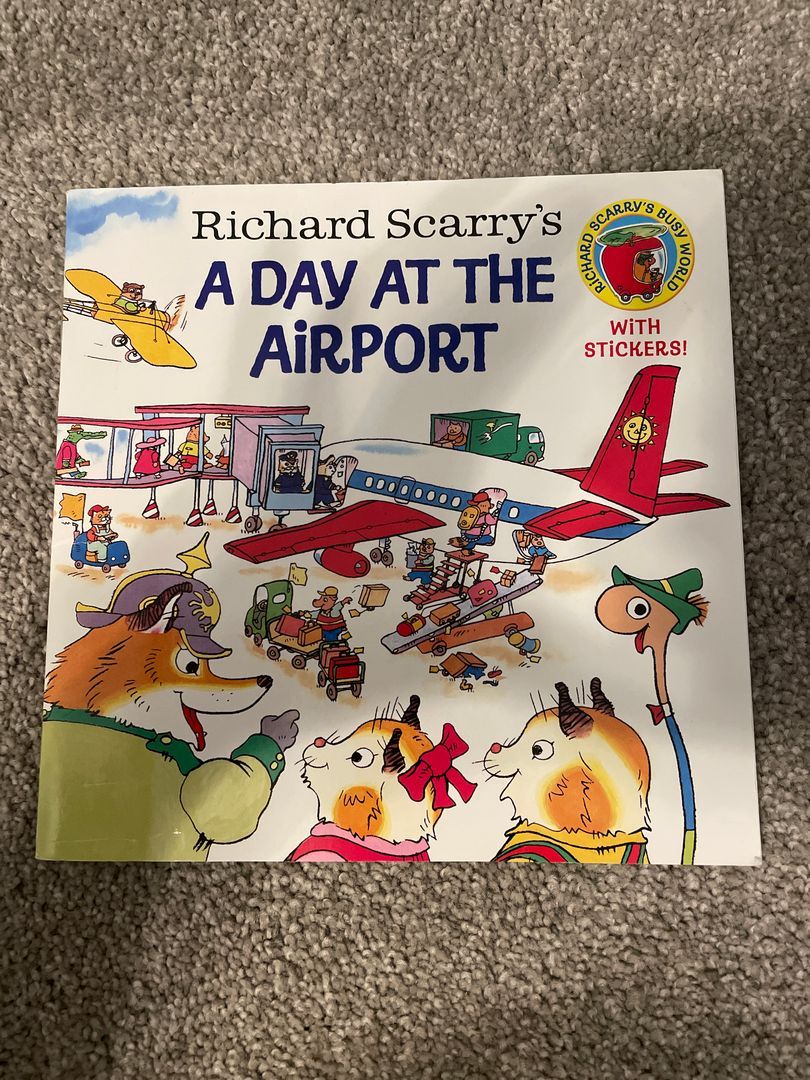 Richard Scarry's
A DAY AT THE
AiRPORT
RICHARD SCARRY'S BUSY WORLD
WiTH
STiCKERS!